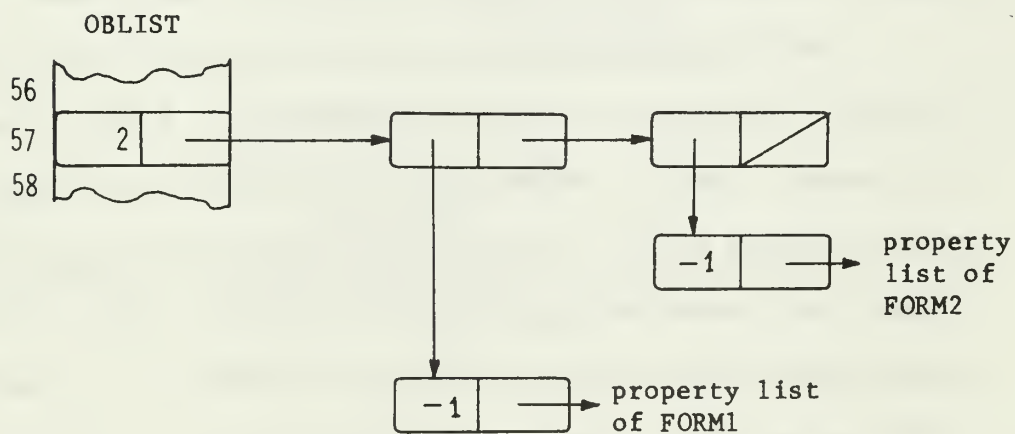 OBLIST
56
57
2
58
-1
property
list of
FORM2
-1
property list
of FORM1